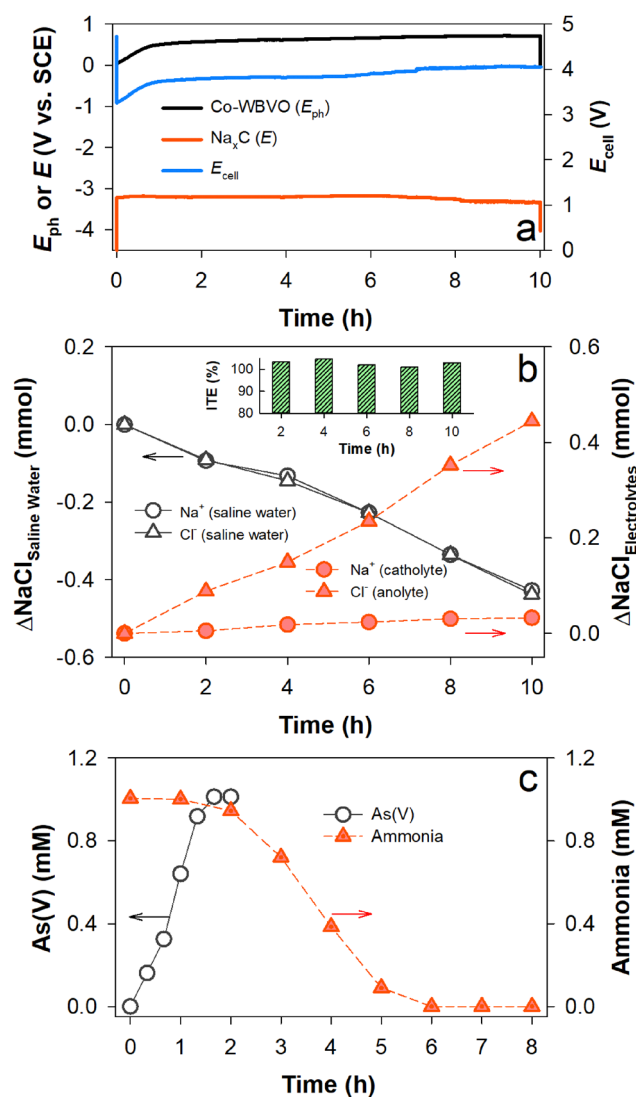 1
0
-1
-2
-3
-4
E_ph or E (V vs. SCE)
Co-WBVO (E_ph)
Na_xC (E)
E_cell
5
4
3
2
1
0
E_cell (V)
a
0 2 4 6 8 10
Time (h)
0.2
0.0
-0.2
-0.4
-0.6
ΔNaCl_Saline Water (mmol)
ITE (%)
100
90
80
2 4 6 8 10
Time (h)
b
Na⁺ (saline water)
Cl⁻ (saline water)
Na⁺ (catholyte)
Cl⁻ (anolyte)
0.6
0.4
0.2
0.0
ΔNaCl_Electrolytes (mmol)
0 2 4 6 8 10
Time (h)
1.2
0.8
0.4
0.0
As(V) (mM)
As(V)
Ammonia
c
1.2
0.8
0.4
0.0
Ammonia (mM)
0 1 2 3 4 5 6 7 8
Time (h)